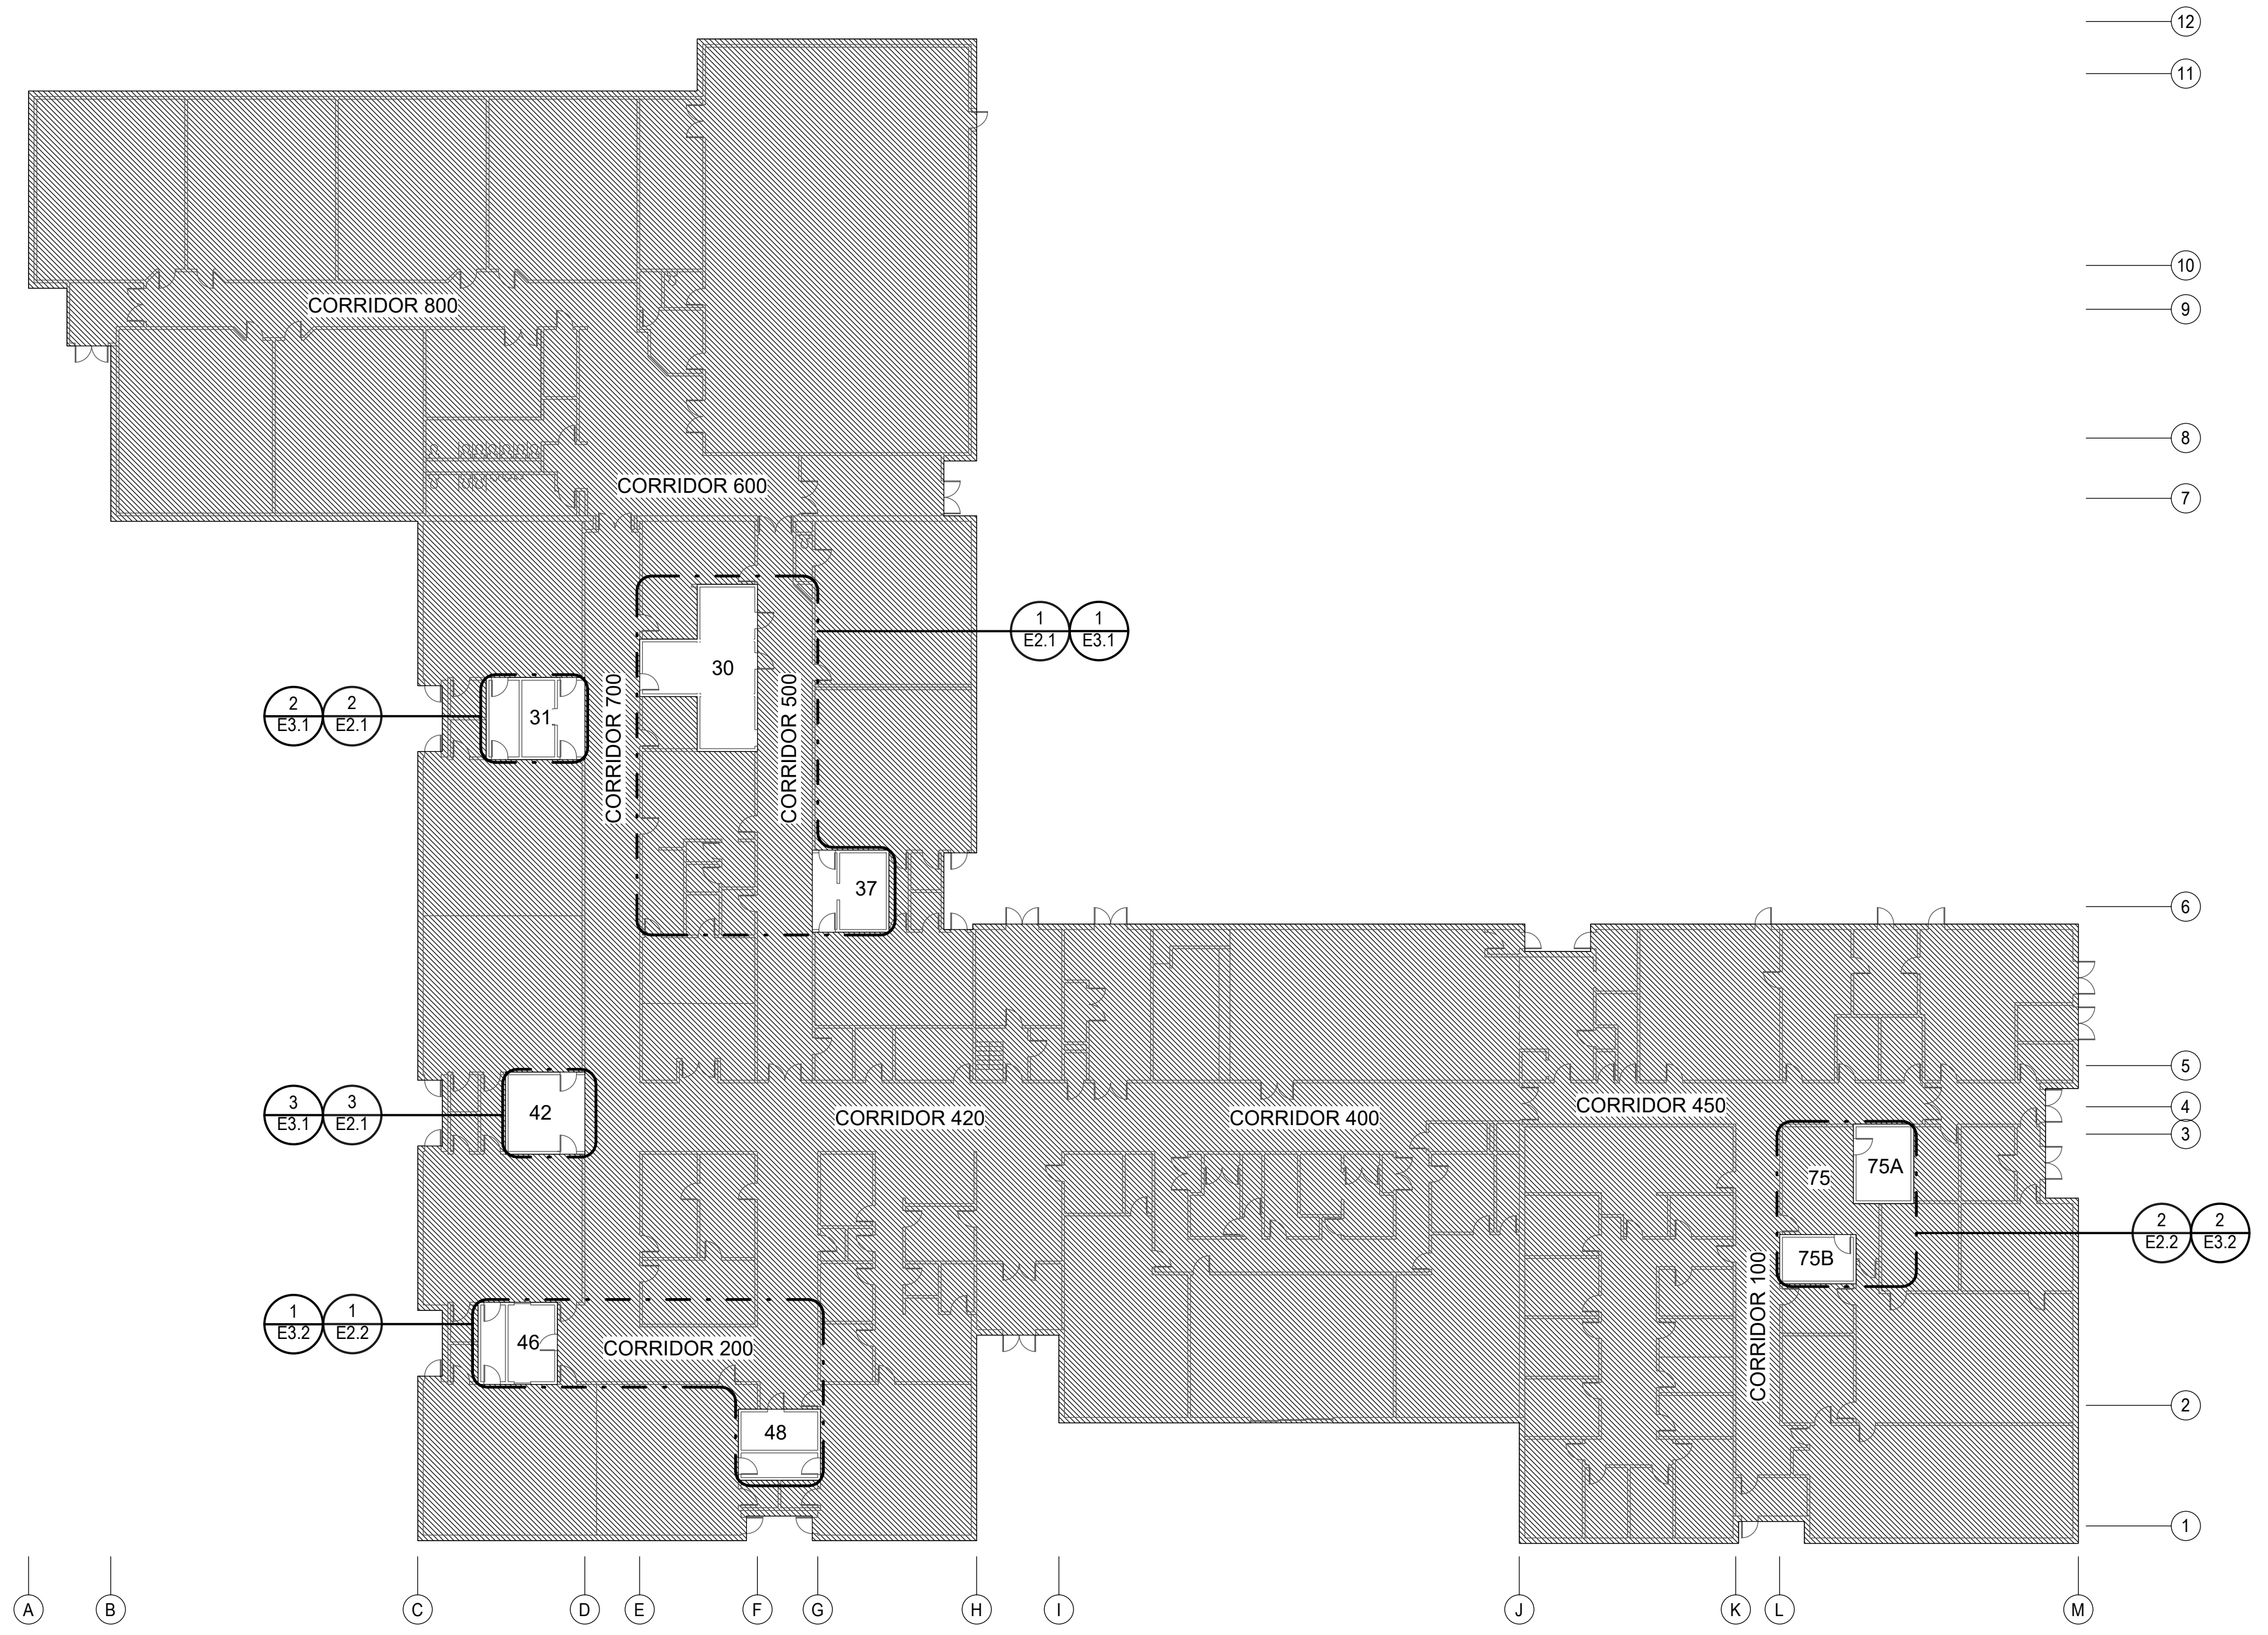 12
11
10
CORRIDOR 800
9
8
CORRIDOR 600
7
1
E2.1
1
E3.1
30
CORRIDOR 700
CORRIDOR 500
2
E3.1
2
E2.1
31
37
6
5
3
E3.1
3
E2.1
42
CORRIDOR 420
CORRIDOR 400
CORRIDOR 450
4
3
75
75A
2
E2.2
2
E3.2
75B
CORRIDOR 100
1
E3.2
1
E2.2
46
CORRIDOR 200
48
2
1
A
B
C
D
E
F
G
H
I
J
K
L
M